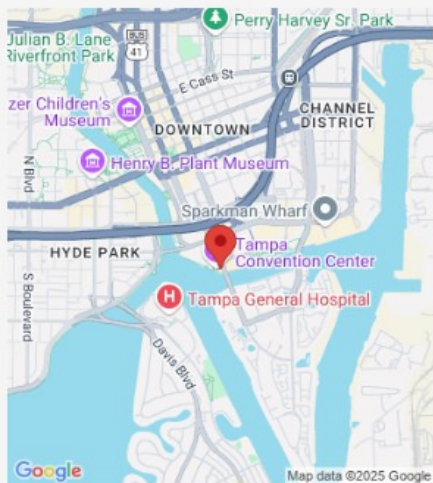 Perry Harvey Sr. Park
Julian B. Lane
Riverfront Park
BUS
41
E Cass St
zer Children's
Museum
CHANNEL
DISTRICT
DOWNTOWN
N Blvd
Henry B. Plant Museum
Sparkman Wharf
HYDE PARK
Tampa
Convention Center
S Boulevard
H
Tampa General Hospital
Davis Blvd
Google
Map data ©2025 Google